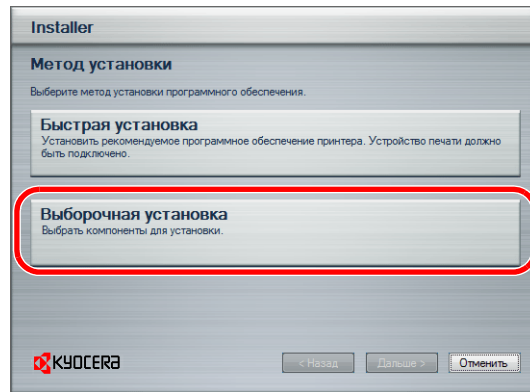 Installer
Метод установки
Выберите метод установки программного обеспечения.
Быстрая установка
Установить рекомендуемое программное обеспечение принтера. Устройство печати должно
быть подключено.
Выборочная установка
Выбрать компоненты для установки.
KYOCERA
< Назад
Дальше >
Отменить